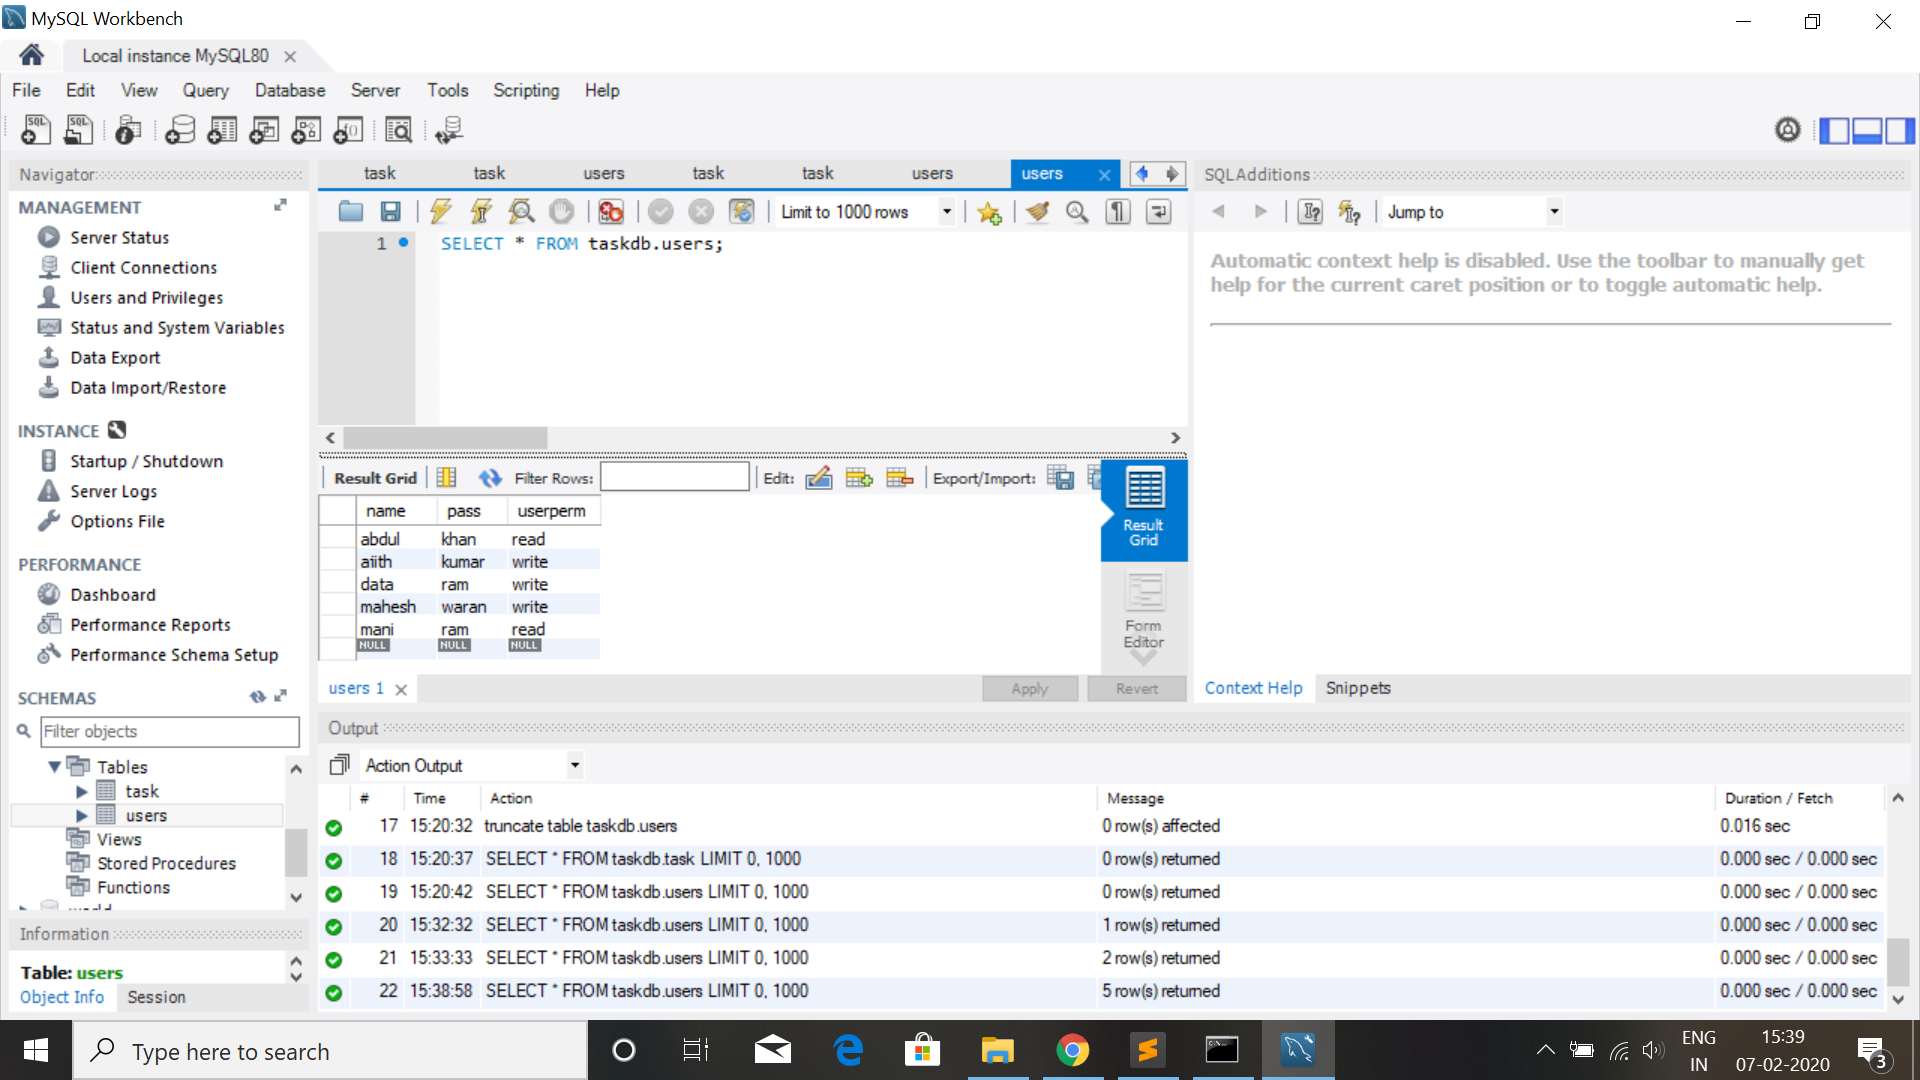 MySQL Workbench
Local instance MySQL80
File Edit View Query Database Server Tools Scripting Help
Navigator
MANAGEMENT
Server Status
Client Connections
Users and Privileges
Status and System Variables
Data Export
Data Import/Restore
INSTANCE
Startup / Shutdown
Server Logs
Options File
PERFORMANCE
Dashboard
Performance Reports
Performance Schema Setup
SCHEMAS
Filter objects
Tables
task
users
Views
Stored Procedures
Functions
Information
Table: users
Object Info Session
task task users task task users users
Limit to 1000 rows
1 SELECT * FROM taskdb.users;
Result Grid Filter Rows: Edit: Export/Import:
name pass userperm
abdul khan read
aiith kumar write
data ram write
mahesh waran write
mani ram read
NULL NULL NULL
Result Grid
Form Editor
users 1 Apply Revert
SQLAdditions
Jump to
Automatic context help is disabled. Use the toolbar to manually get
help for the current caret position or to toggle automatic help.
Context Help Snippets
Output
Action Output
# Time Action Message Duration / Fetch
17 15:20:32 truncate table taskdb.users 0 row(s) affected 0.016 sec
18 15:20:37 SELECT * FROM taskdb.task LIMIT 0, 1000 0 row(s) returned 0.000 sec / 0.000 sec
19 15:20:42 SELECT * FROM taskdb.users LIMIT 0, 1000 0 row(s) returned 0.000 sec / 0.000 sec
20 15:32:32 SELECT * FROM taskdb.users LIMIT 0, 1000 1 row(s) returned 0.000 sec / 0.000 sec
21 15:33:33 SELECT * FROM taskdb.users LIMIT 0, 1000 2 row(s) returned 0.000 sec / 0.000 sec
22 15:38:58 SELECT * FROM taskdb.users LIMIT 0, 1000 5 row(s) returned 0.000 sec / 0.000 sec
Type here to search
ENG
IN
15:39
07-02-2020
3